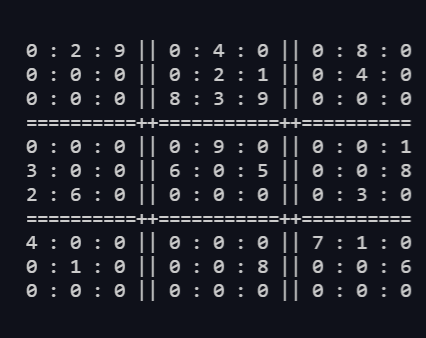 0 : 2 : 9 || 0 : 4 : 0 || 0 : 8 : 0
0 : 0 : 0 || 0 : 2 : 1 || 0 : 4 : 0
0 : 0 : 0 || 8 : 3 : 9 || 0 : 0 : 0
==========++===========++==========
0 : 0 : 0 || 0 : 9 : 0 || 0 : 0 : 1
3 : 0 : 0 || 6 : 0 : 5 || 0 : 0 : 8
2 : 6 : 0 || 0 : 0 : 0 || 0 : 3 : 0
==========++===========++==========
4 : 0 : 0 || 0 : 0 : 0 || 7 : 1 : 0
0 : 1 : 0 || 0 : 0 : 8 || 0 : 0 : 6
0 : 0 : 0 || 0 : 0 : 0 || 0 : 0 : 0